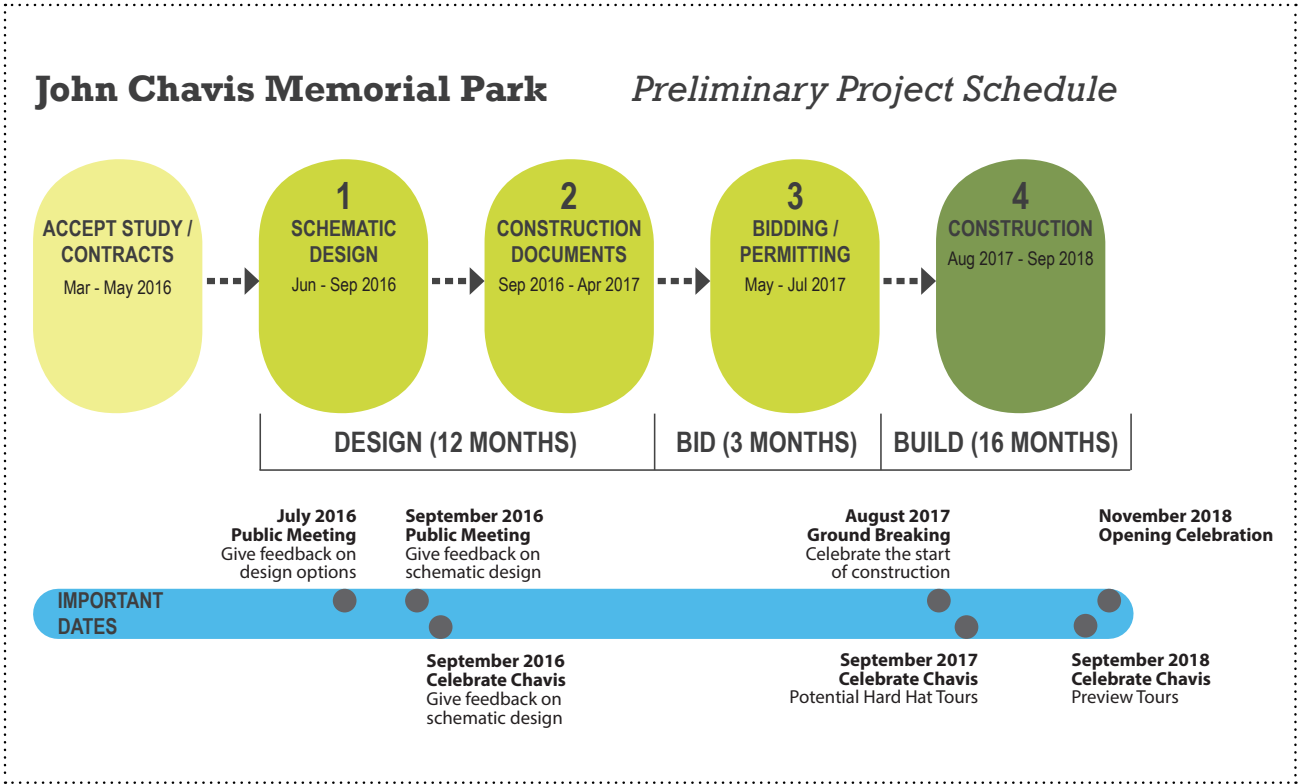 John Chavis Memorial Park
Preliminary Project Schedule
ACCEPT STUDY /
CONTRACTS
Mar - May 2016
1
SCHEMATIC
DESIGN
Jun - Sep 2016
2
CONSTRUCTION
DOCUMENTS
Sep 2016 - Apr 2017
3
BIDDING /
PERMITTING
May - Jul 2017
4
CONSTRUCTION
Aug 2017 - Sep 2018
DESIGN (12 MONTHS)
BID (3 MONTHS)
BUILD (16 MONTHS)
July 2016
Public Meeting
Give feedback on
design options
September 2016
Public Meeting
Give feedback on
schematic design
August 2017
Ground Breaking
Celebrate the start
of construction
November 2018
Opening Celebration
IMPORTANT
DATES
September 2016
Celebrate Chavis
Give feedback on
schematic design
September 2017
Celebrate Chavis
Potential Hard Hat Tours
September 2018
Celebrate Chavis
Preview Tours